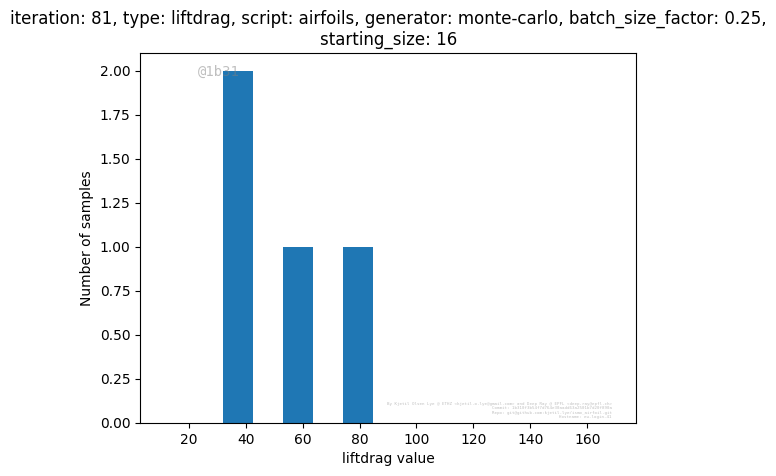 iteration: 81, type: liftdrag, script: airfoils, generator: monte-carlo, batch_size_factor: 0.25,
starting_size: 16
@1b31
2.00
1.75
1.50
1.25
1.00
0.75
0.50
0.25
0.00
Number of samples
20 40 60 80 100 120 140 160
liftdrag value